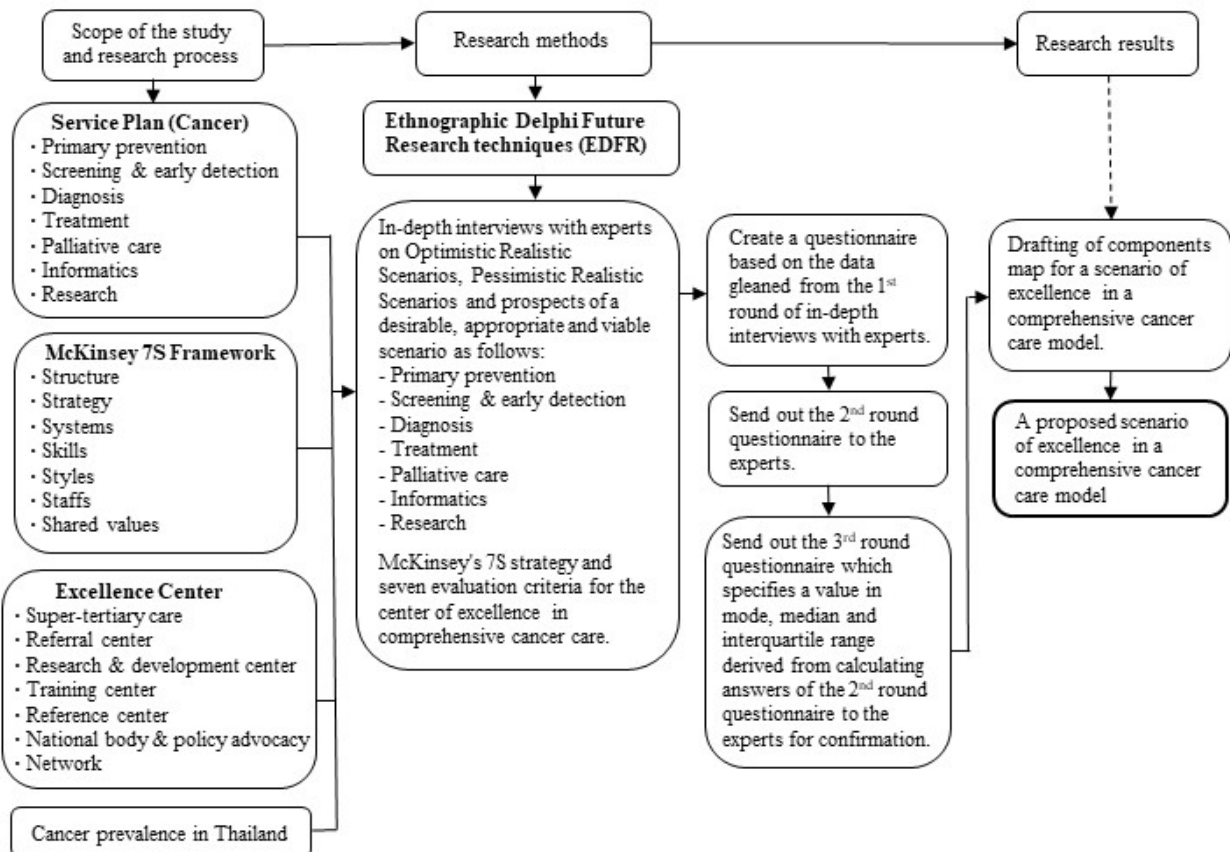 Scope of the study
and research process
Research methods
Research results
Service Plan (Cancer)
· Primary prevention
· Screening & early detection
· Diagnosis
· Treatment
· Palliative care
· Informatics
· Research
McKinsey 7S Framework
· Structure
· Strategy
· Systems
· Skills
· Styles
· Staffs
· Shared values
Excellence Center
· Super-tertiary care
· Referral center
· Research & development center
· Training center
· Reference center
· National body & policy advocacy
· Network
Cancer prevalence in Thailand
Ethnographic Delphi Future
Research techniques (EDFR)
In-depth interviews with experts
on Optimistic Realistic
Scenarios, Pessimistic Realistic
Scenarios and prospects of a
desirable, appropriate and viable
scenario as follows:
- Primary prevention
- Screening & early detection
- Diagnosis
- Treatment
- Palliative care
- Informatics
- Research
McKinsey's 7S strategy and
seven evaluation criteria for the
center of excellence in
comprehensive cancer care.
Create a questionnaire
based on the data
gleaned from the 1st
round of in-depth
interviews with experts.
Send out the 2nd round
questionnaire to the
experts.
Send out the 3rd round
questionnaire which
specifies a value in
mode, median and
interquartile range
derived from calculating
answers of the 2nd round
questionnaire to the
experts for confirmation.
Drafting of components
map for a scenario of
excellence in a
comprehensive cancer
care model.
A proposed scenario
of excellence in a
comprehensive cancer
care model